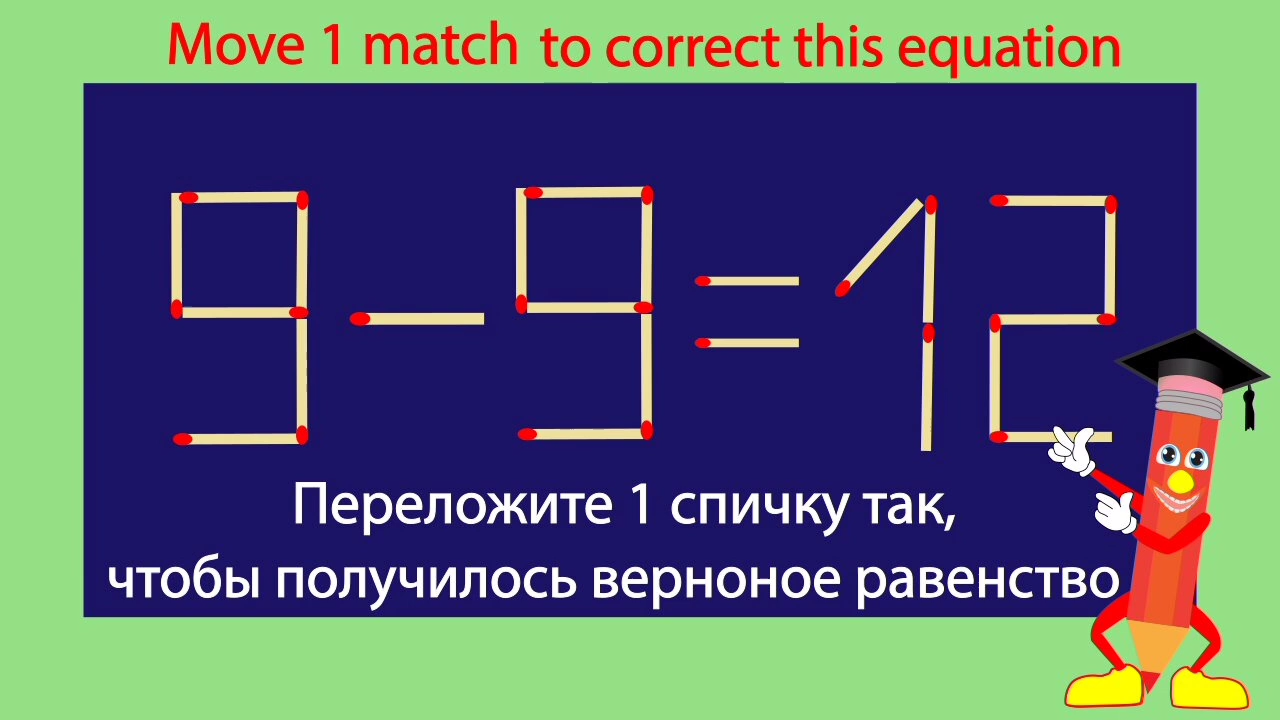 Move 1 match to correct this equation
9 - 9 = 12
Переложите 1 спичку так,
чтобы получилось верноное равенство